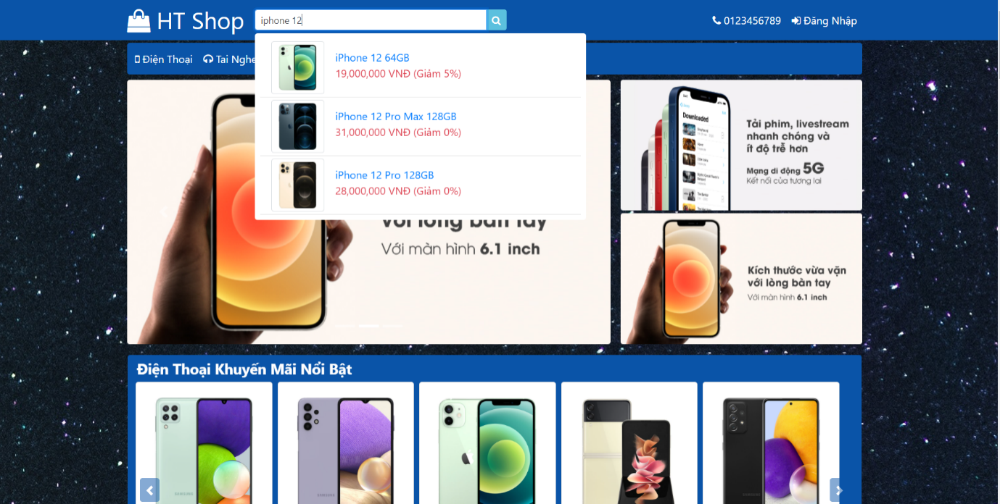 HT Shop
iphone 12
0123456789
Đăng Nhập
Điện Thoại
Tai Nghe
iPhone 12 64GB
19,000,000 VNĐ (Giảm 5%)
iPhone 12 Pro Max 128GB
31,000,000 VNĐ (Giảm 0%)
iPhone 12 Pro 128GB
28,000,000 VNĐ (Giảm 0%)
với lòng bàn tay
Với màn hình 6.1 inch
Downloaded
Tải phim, livestream
nhanh chóng và
ít độ trễ hơn
Mạng di động 5G
Kết nối của tương lai
Kích thước vừa vặn
với lòng bàn tay
Với màn hình 6.1 inch
Điện Thoại Khuyến Mãi Nổi Bật
SAMSUNG
SAMSUNG